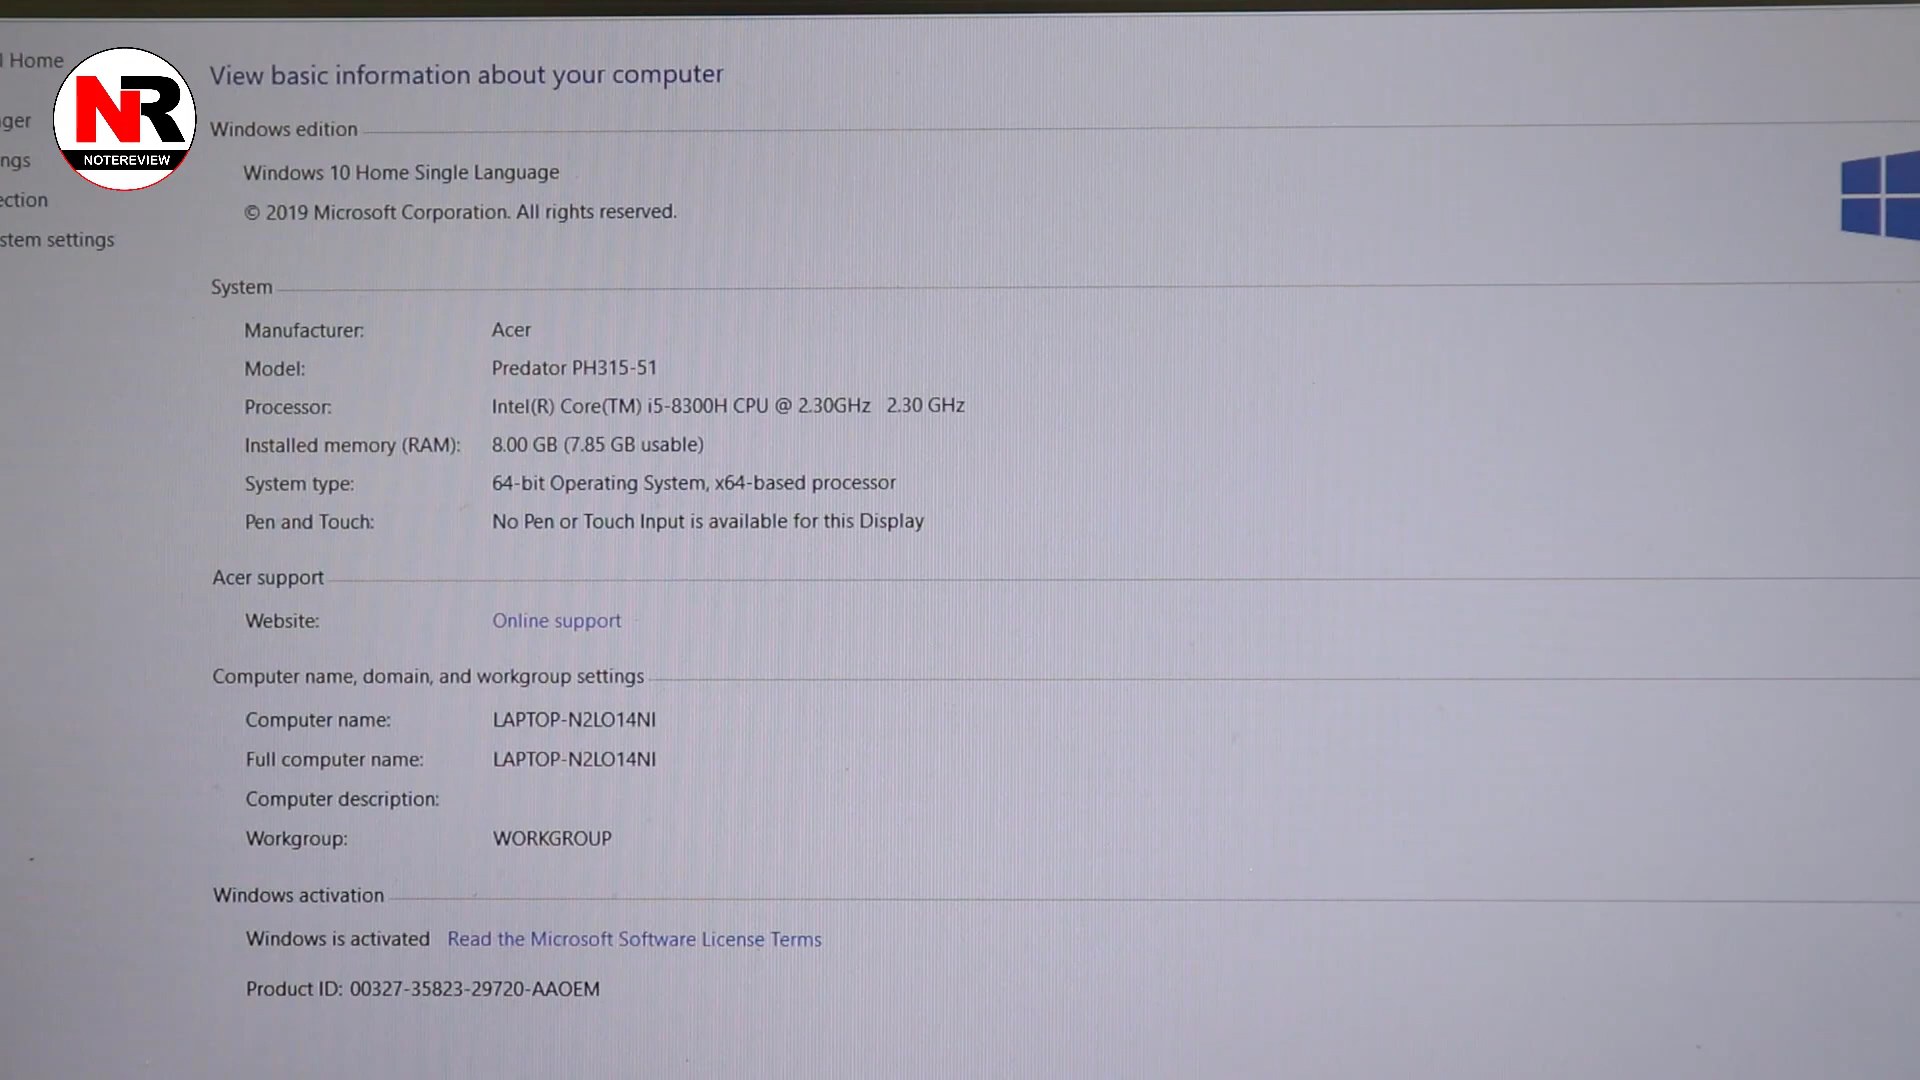 l Home
ger
ngs
ection
stem settings
NR
NOTEREVIEW
View basic information about your computer
Windows edition
Windows 10 Home Single Language
© 2019 Microsoft Corporation. All rights reserved.
System
Manufacturer: Acer
Model: Predator PH315-51
Processor: Intel(R) Core(TM) i5-8300H CPU @ 2.30GHz 2.30 GHz
Installed memory (RAM): 8.00 GB (7.85 GB usable)
System type: 64-bit Operating System, x64-based processor
Pen and Touch: No Pen or Touch Input is available for this Display
Acer support
Website: Online support
Computer name, domain, and workgroup settings
Computer name: LAPTOP-N2LO14NI
Full computer name: LAPTOP-N2LO14NI
Computer description:
Workgroup: WORKGROUP
Windows activation
Windows is activated Read the Microsoft Software License Terms
Product ID: 00327-35823-29720-AAOEM